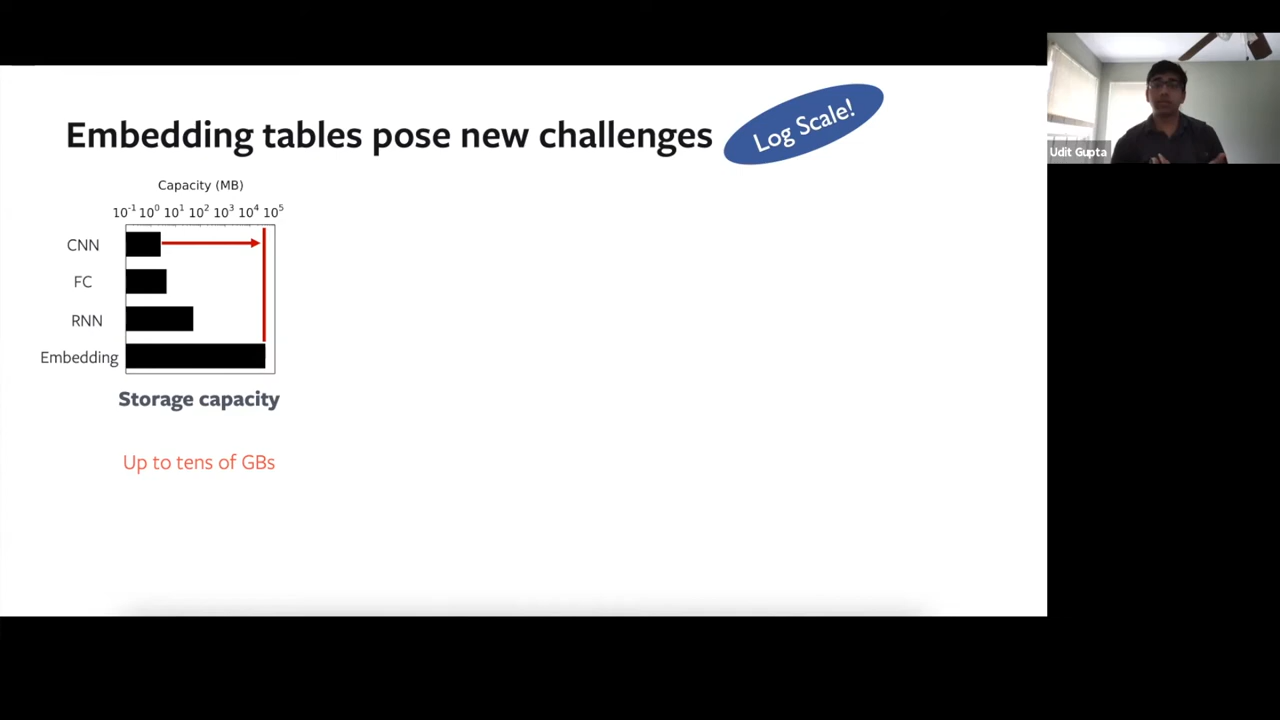 Embedding tables pose new challenges
Log Scale!
Udit Gupta
Capacity (MB)
10⁻¹ 10⁰ 10¹ 10² 10³ 10⁴ 10⁵
CNN
FC
RNN
Embedding
Storage capacity
Up to tens of GBs